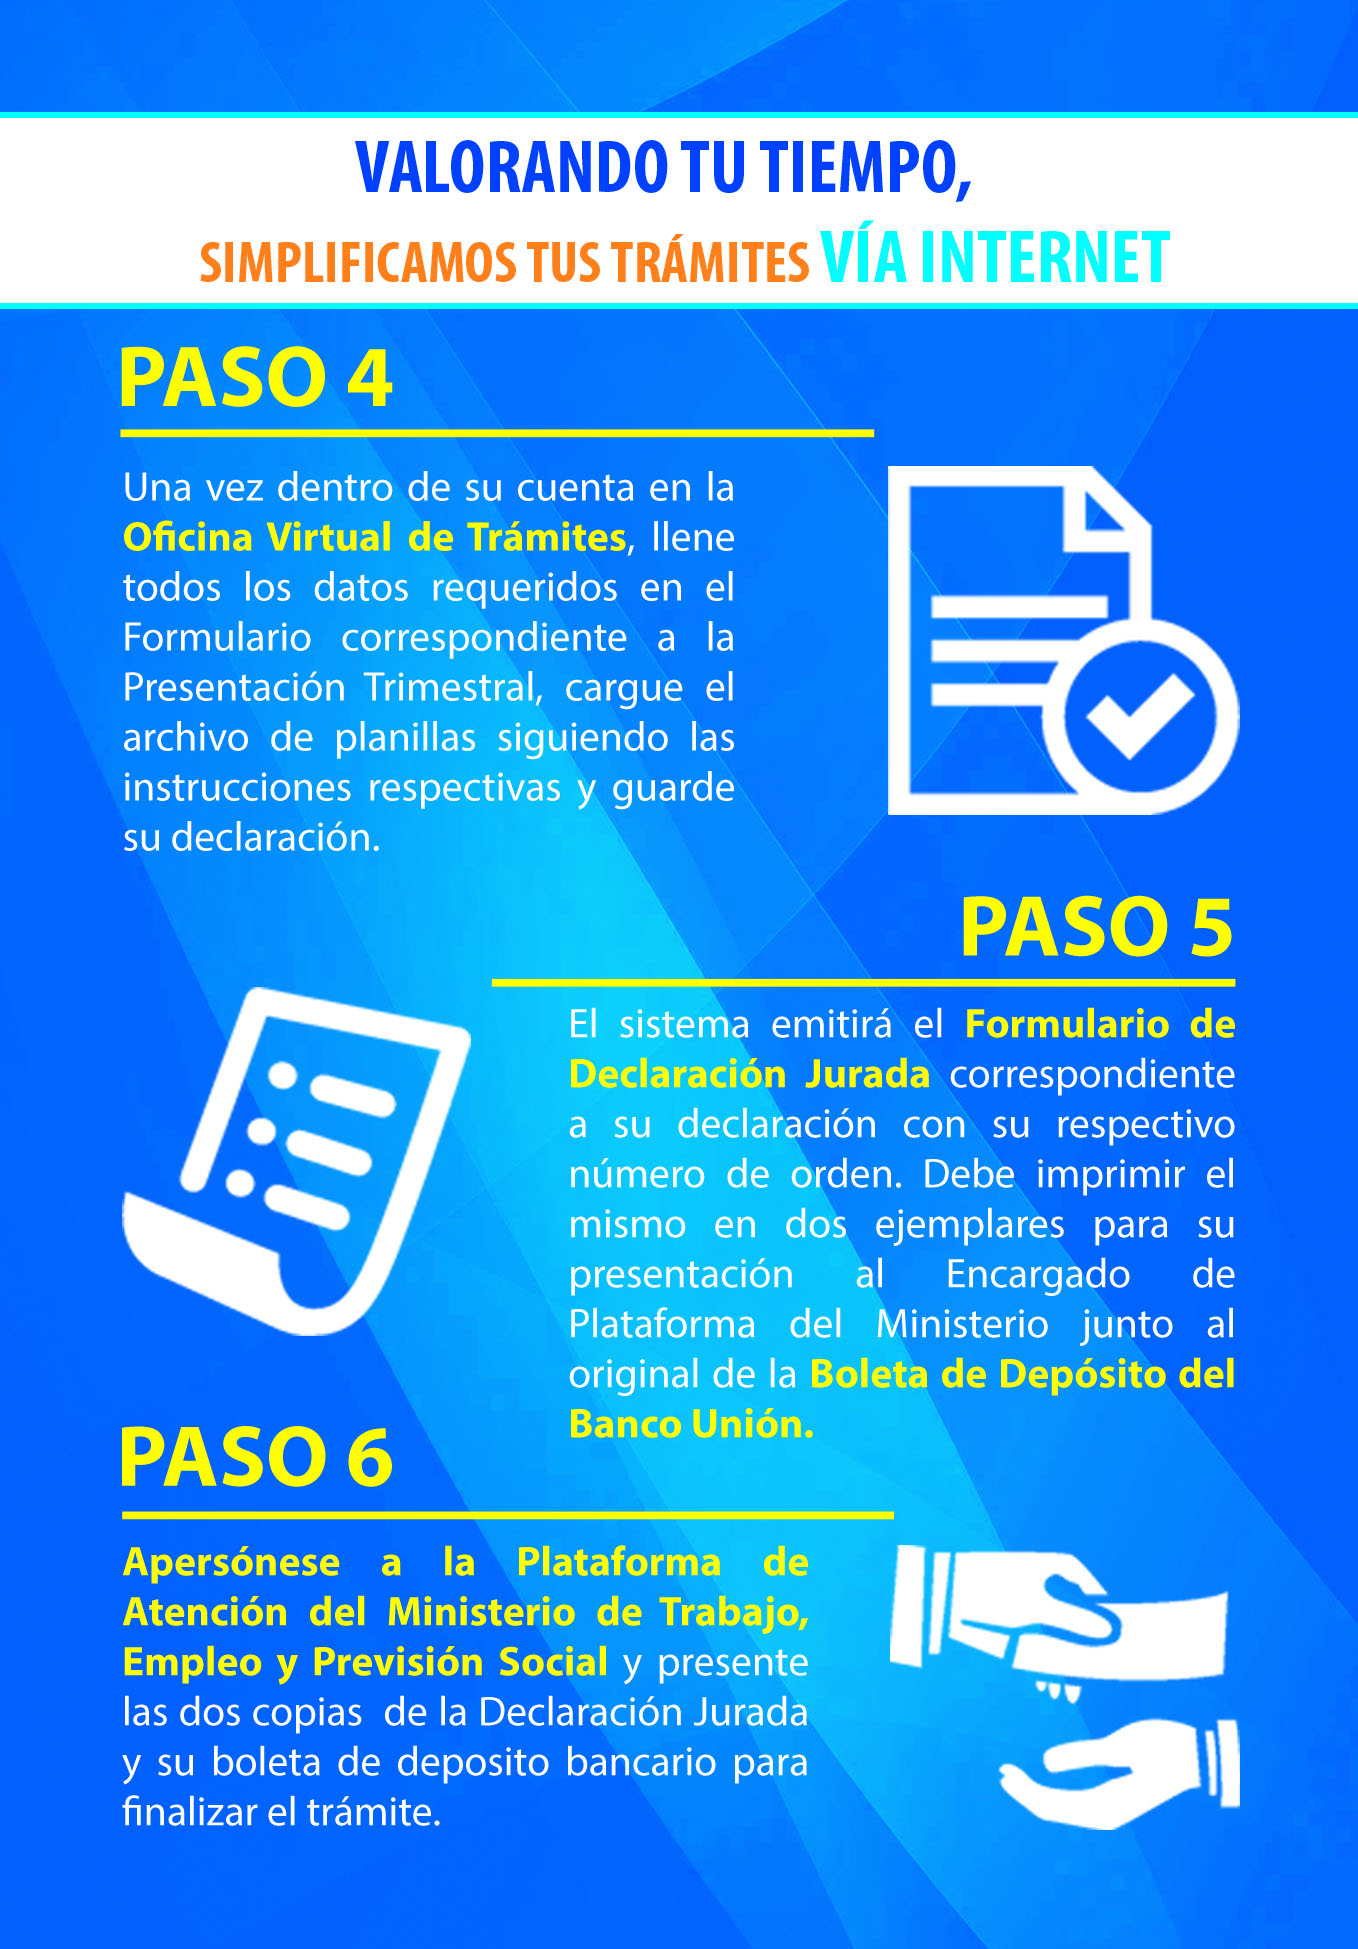 VALORANDO TU TIEMPO,
SIMPLIFICAMOS TUS TRÁMITES VÍA INTERNET
PASO 4
Una vez dentro de su cuenta en la
Oficina Virtual de Trámites, llene
todos los datos requeridos en el
Formulario correspondiente a la
Presentación Trimestral, cargue el
archivo de planillas siguiendo las
instrucciones respectivas y guarde
su declaración.
PASO 5
El sistema emitirá el Formulario de
Declaración Jurada correspondiente
a su declaración con su respectivo
número de orden. Debe imprimir el
mismo en dos ejemplares para su
presentación al Encargado de
Plataforma del Ministerio junto al
original de la Boleta de Depósito del
Banco Unión.
PASO 6
Apersónese a la Plataforma de
Atención del Ministerio de Trabajo,
Empleo y Previsión Social y presente
las dos copias de la Declaración Jurada
y su boleta de deposito bancario para
finalizar el trámite.